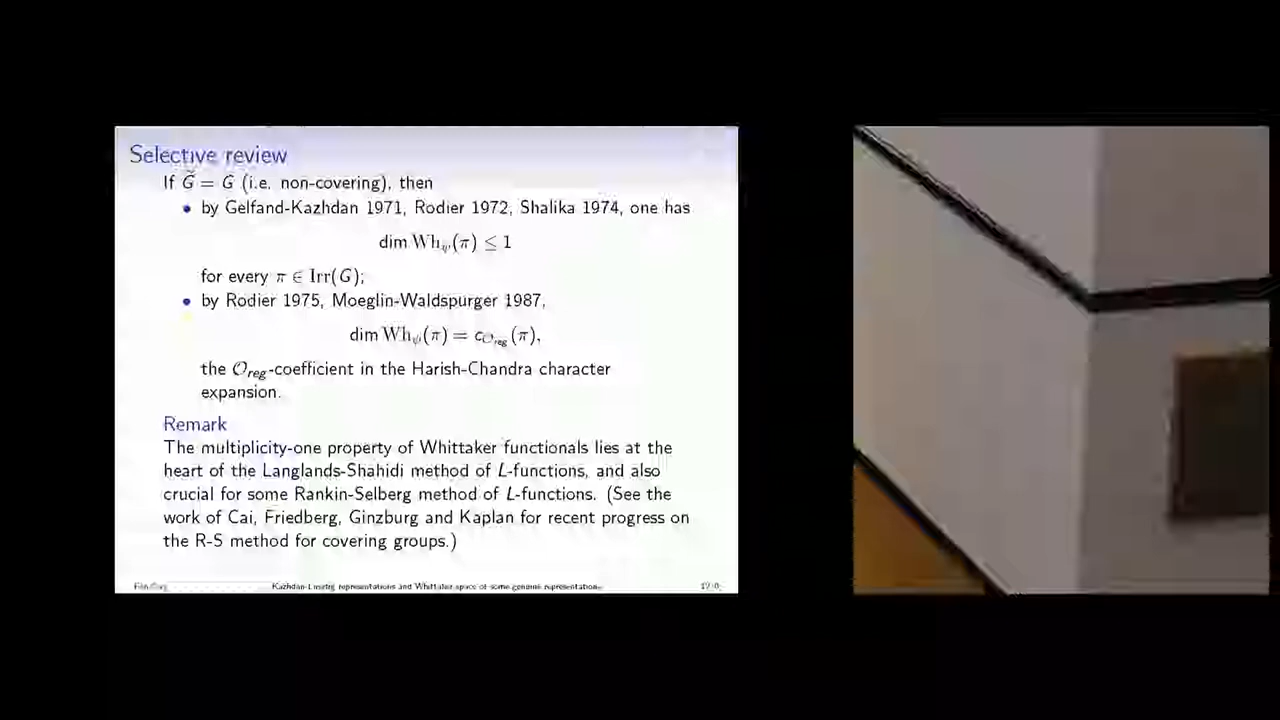 Selective review
If G̃ = G (i.e. non-covering), then
• by Gelfand-Kazhdan 1971, Rodier 1972, Shalika 1974, one has
dim Wh_ψ(π) ≤ 1
for every π ∈ Irr(G);
• by Rodier 1975, Moeglin-Waldspurger 1987,
dim Wh_ψ(π) = c_{𝒪_reg}(π),
the 𝒪_reg-coefficient in the Harish-Chandra character
expansion.
Remark
The multiplicity-one property of Whittaker functionals lies at the
heart of the Langlands-Shahidi method of L-functions, and also
crucial for some Rankin-Selberg method of L-functions. (See the
work of Cai, Friedberg, Ginzburg and Kaplan for recent progress on
the R-S method for covering groups.)
Kazhdan-Lusztig representations and Whittaker space of some genuine representations